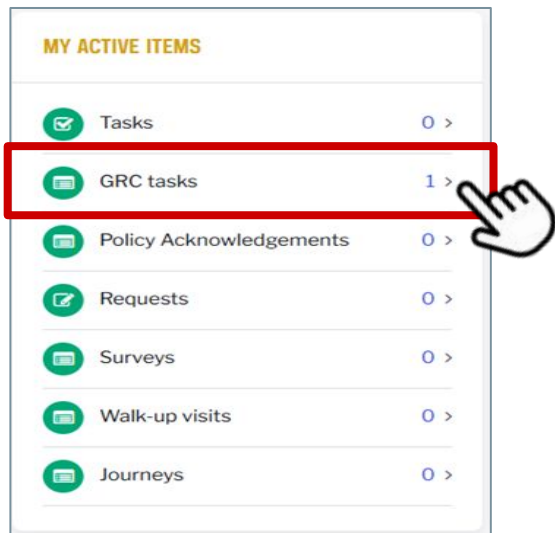 MY ACTIVE ITEMS
Tasks 0 >
GRC tasks 1 >
Policy Acknowledgements 0 >
Requests 0 >
Surveys 0 >
Walk-up visits 0 >
Journeys 0 >